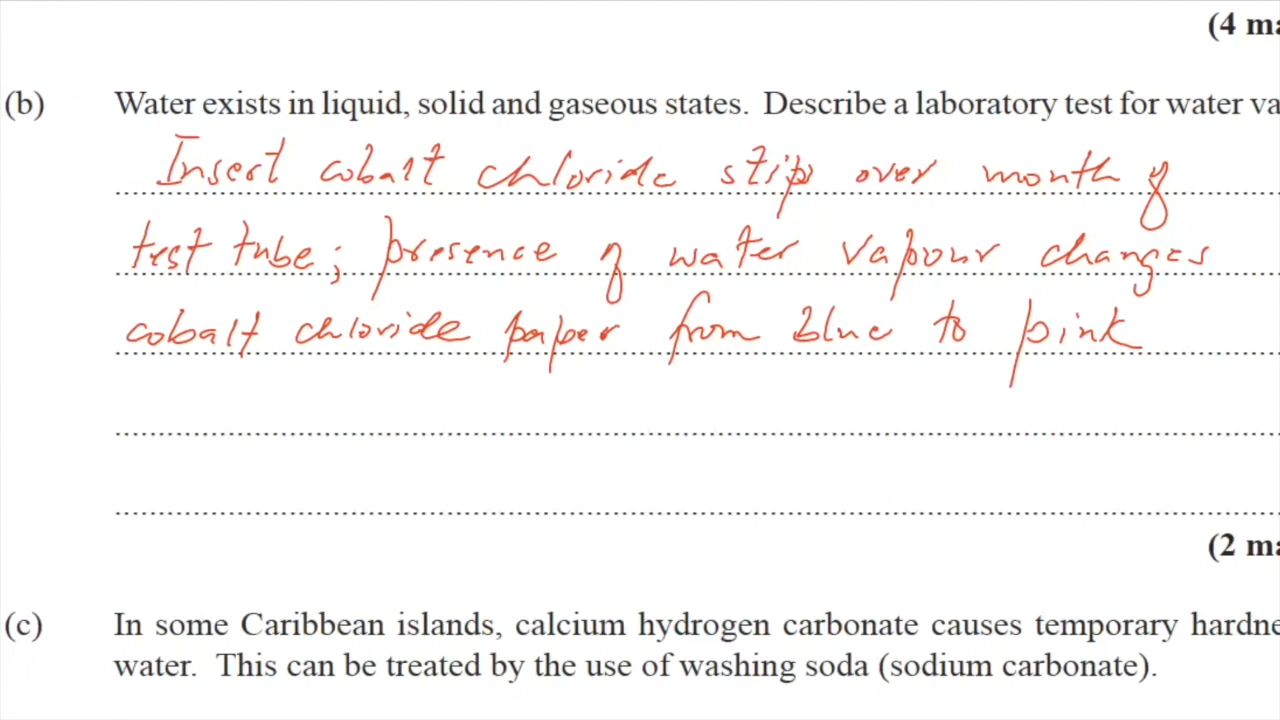 (4 ma
(b) Water exists in liquid, solid and gaseous states. Describe a laboratory test for water va
Insert cobalt chloride stips over month of
test tube; presence of water vapour changes
cobalt chloride paper from blue to pink
(2 ma
(c) In some Caribbean islands, calcium hydrogen carbonate causes temporary hardne
water. This can be treated by the use of washing soda (sodium carbonate).